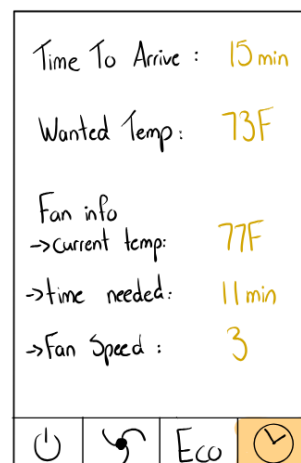 Time To Arrive : 15 min
Wanted Temp: 73F
Fan info
→current temp: 77F
→time needed: 11 min
→Fan Speed : 3
Eco